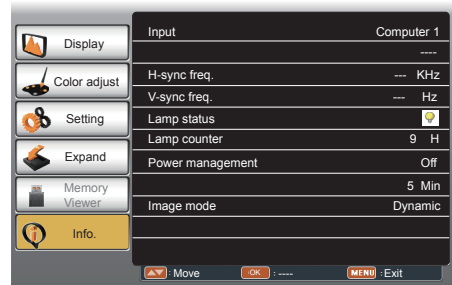 Display
Color adjust
Setting
Expand
Memory
Viewer
Info.
Input Computer 1
----
H-sync freq. --- KHz
V-sync freq. --- Hz
Lamp status
Lamp counter 9 H
Power management Off
5 Min
Image mode Dynamic
: Move OK : ---- MENU : Exit